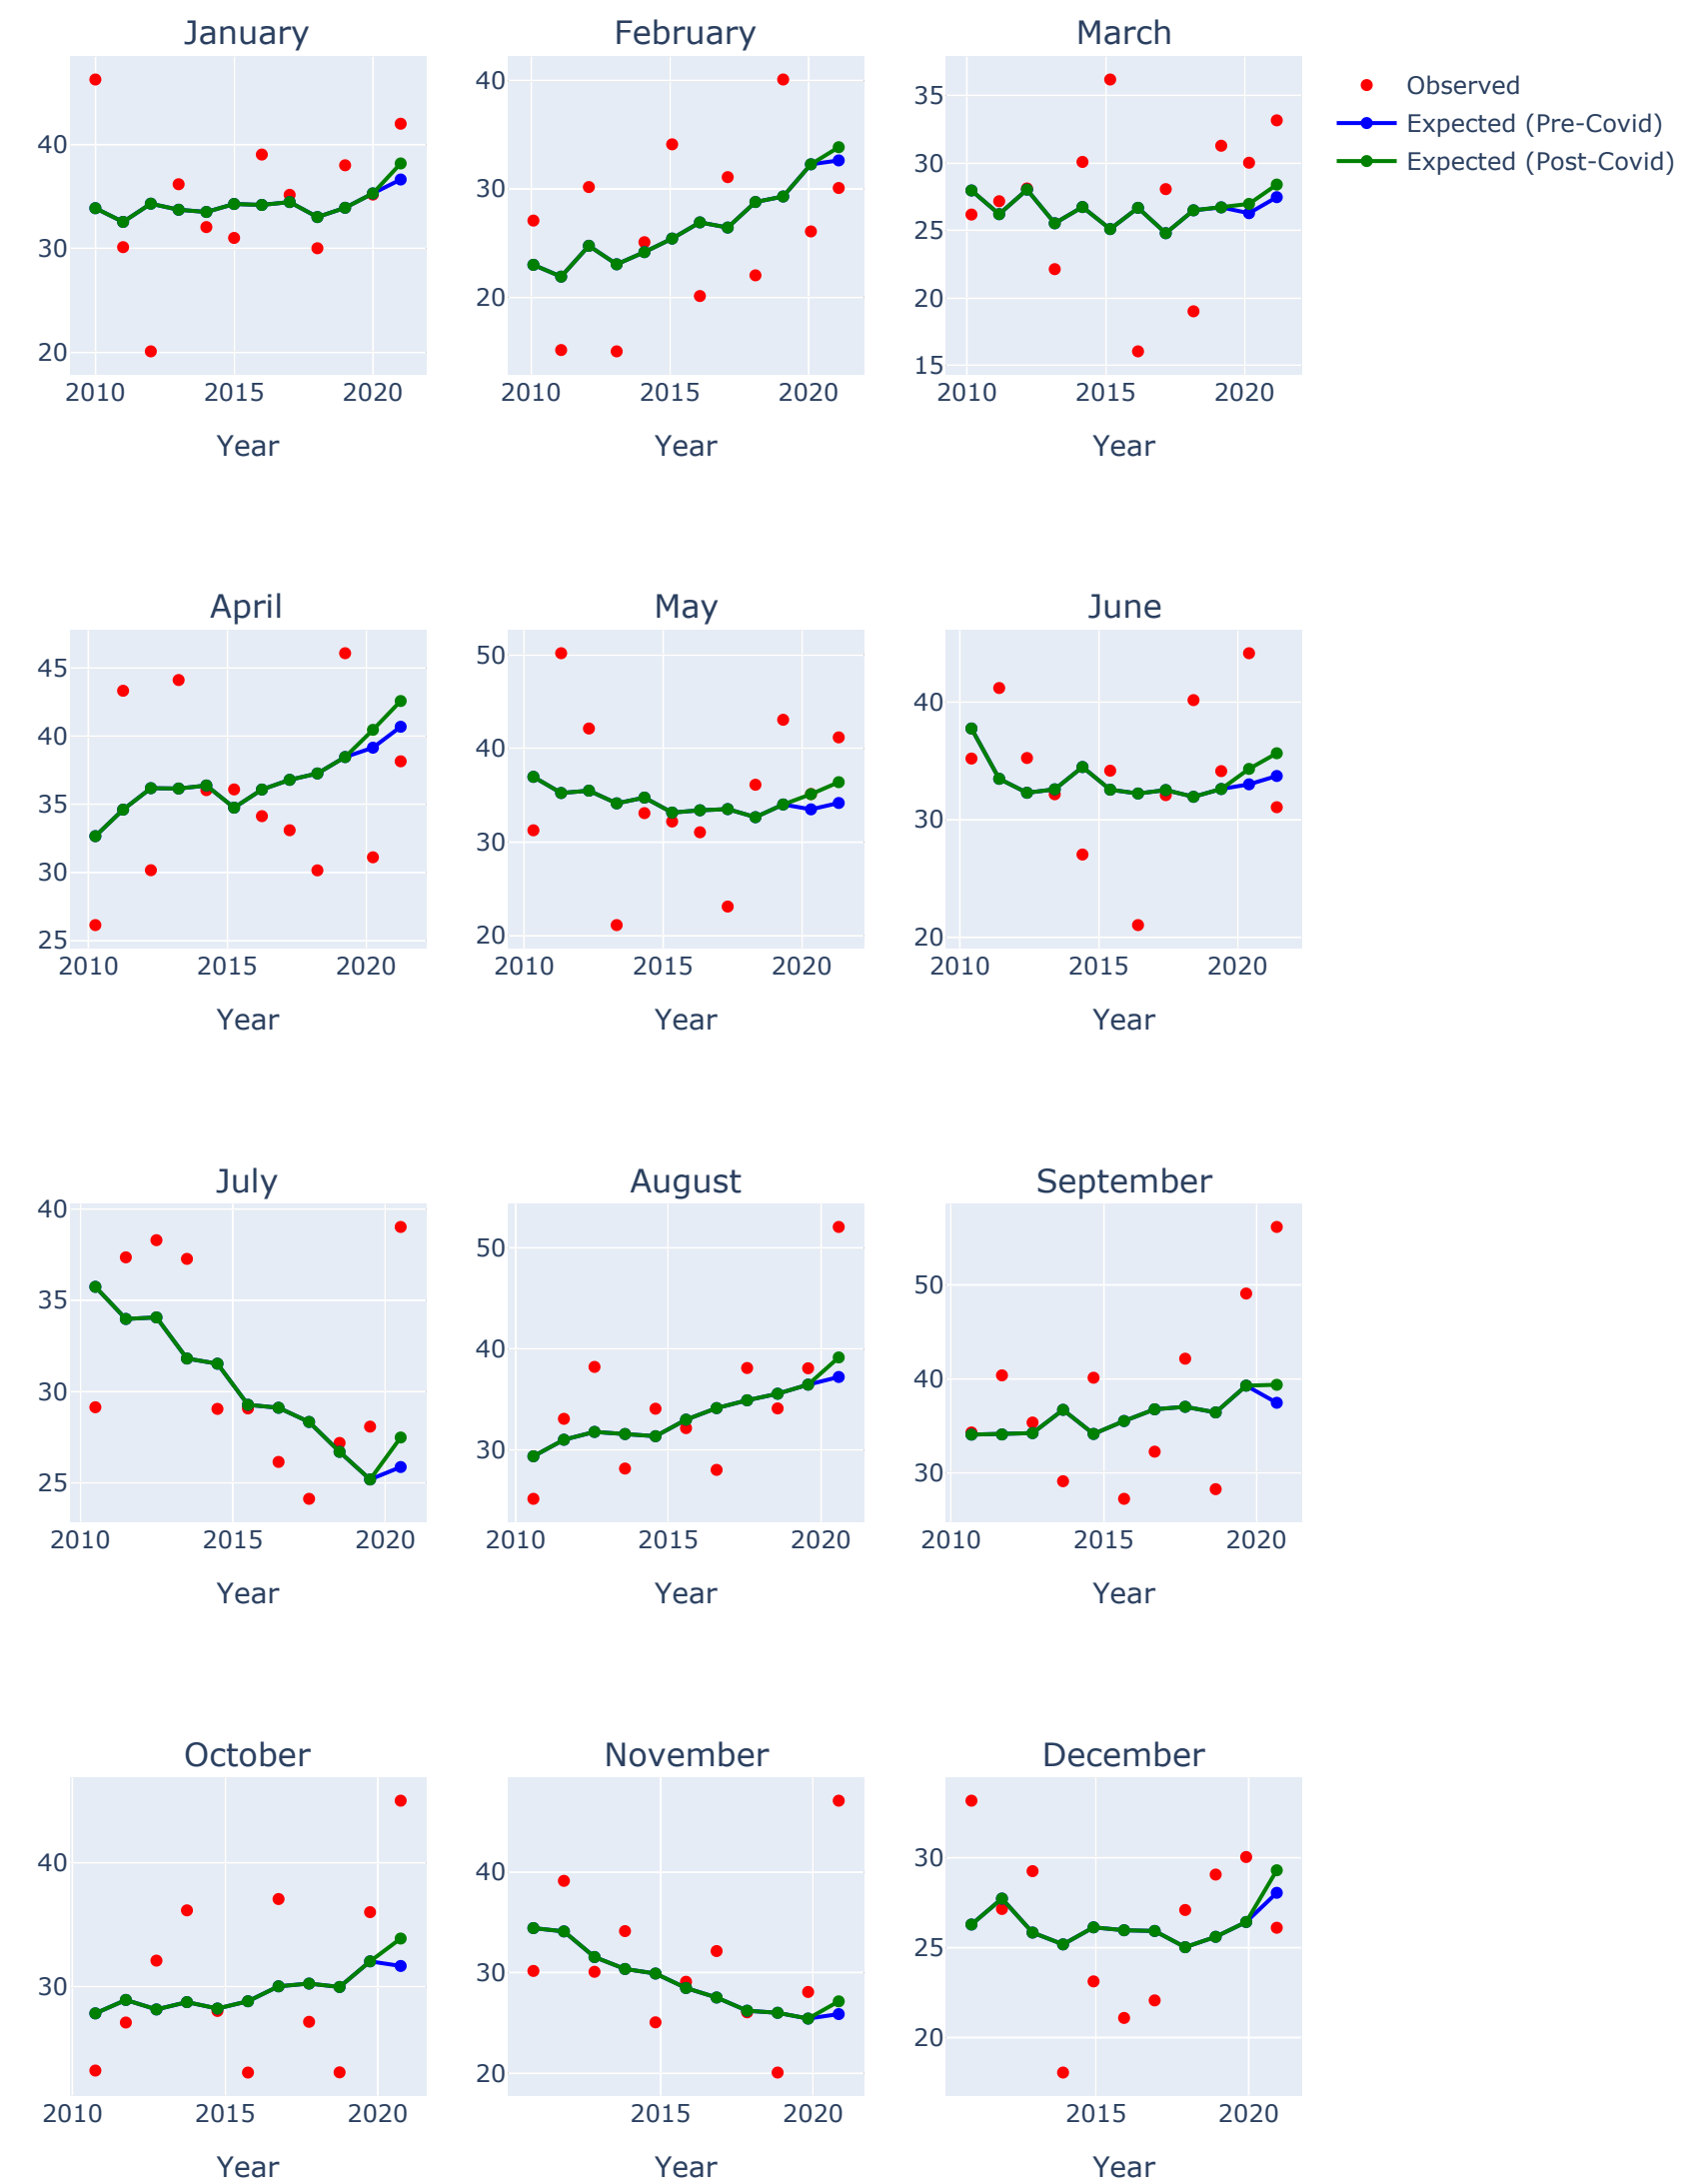 January February March
40
30
20
2010 2015 2020
Year
40
30
20
2010 2015 2020
Year
35
30
25
20
15
2010 2015 2020
Year
Observed
Expected (Pre-Covid)
Expected (Post-Covid)
April May June
45
40
35
30
25
2010 2015 2020
Year
50
40
30
20
2010 2015 2020
Year
40
30
20
2010 2015 2020
Year
July August September
40
35
30
25
2010 2015 2020
Year
50
40
30
2010 2015 2020
Year
50
40
30
2010 2015 2020
Year
October November December
40
30
2010 2015 2020
Year
40
30
20
2015 2020
Year
30
25
20
2015 2020
Year